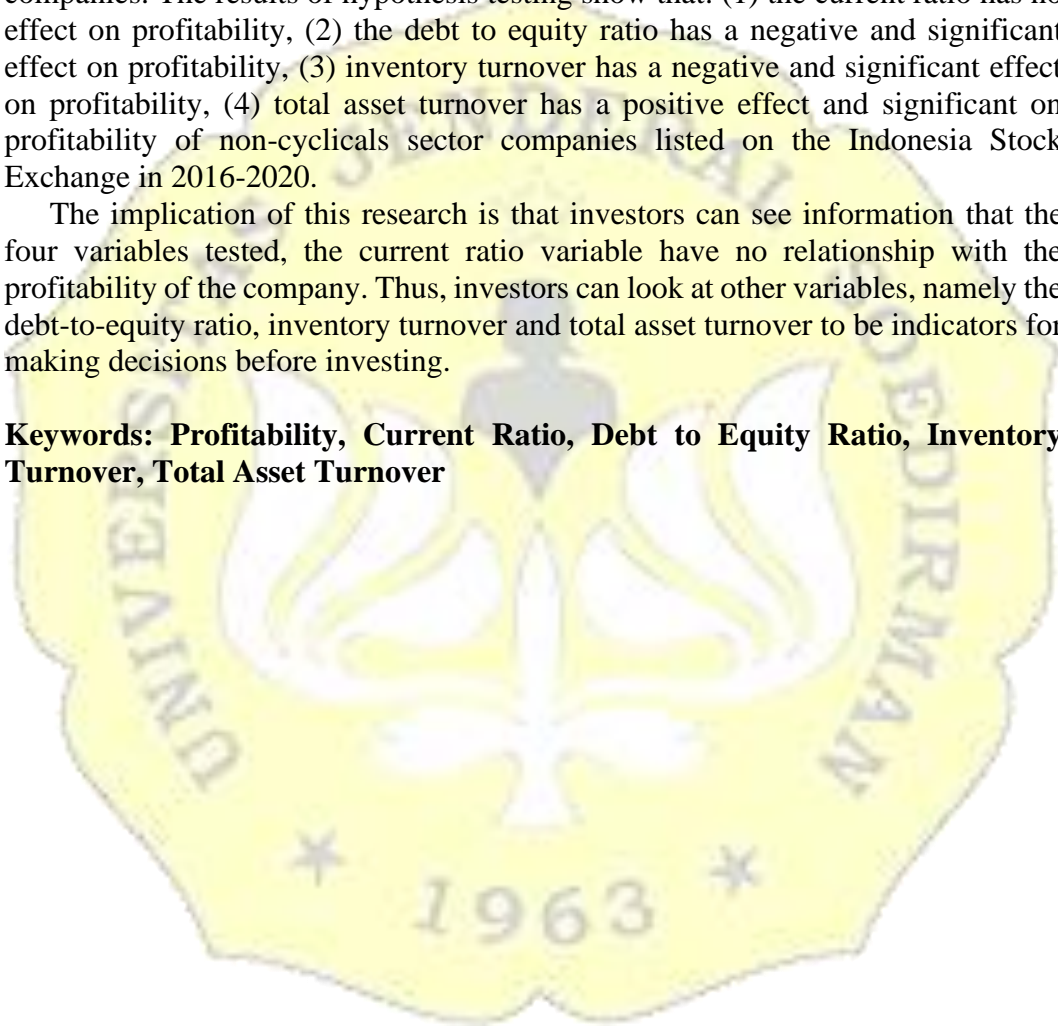 companies. The results of hypothesis testing show that: (1) the current ratio has no
effect on profitability, (2) the debt to equity ratio has a negative and significant
effect on profitability, (3) inventory turnover has a negative and significant effect
on profitability, (4) total asset turnover has a positive effect and significant on
profitability of non-cyclicals sector companies listed on the Indonesia Stock
Exchange in 2016-2020.
The implication of this research is that investors can see information that the
four variables tested, the current ratio variable have no relationship with the
profitability of the company. Thus, investors can look at other variables, namely the
debt-to-equity ratio, inventory turnover and total asset turnover to be indicators for
making decisions before investing.
Keywords: Profitability, Current Ratio, Debt to Equity Ratio, Inventory
Turnover, Total Asset Turnover
UNIVERSITAS JENDERAL SOEDIRMAN
1963